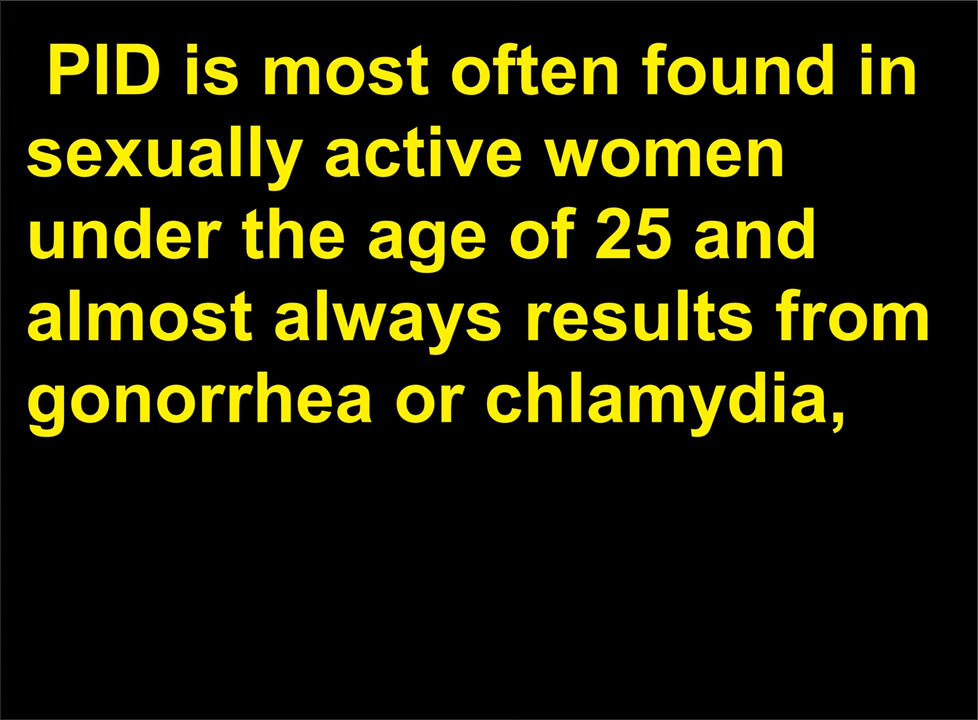 PID is most often found in
sexually active women
under the age of 25 and
almost always results from
gonorrhea or chlamydia,